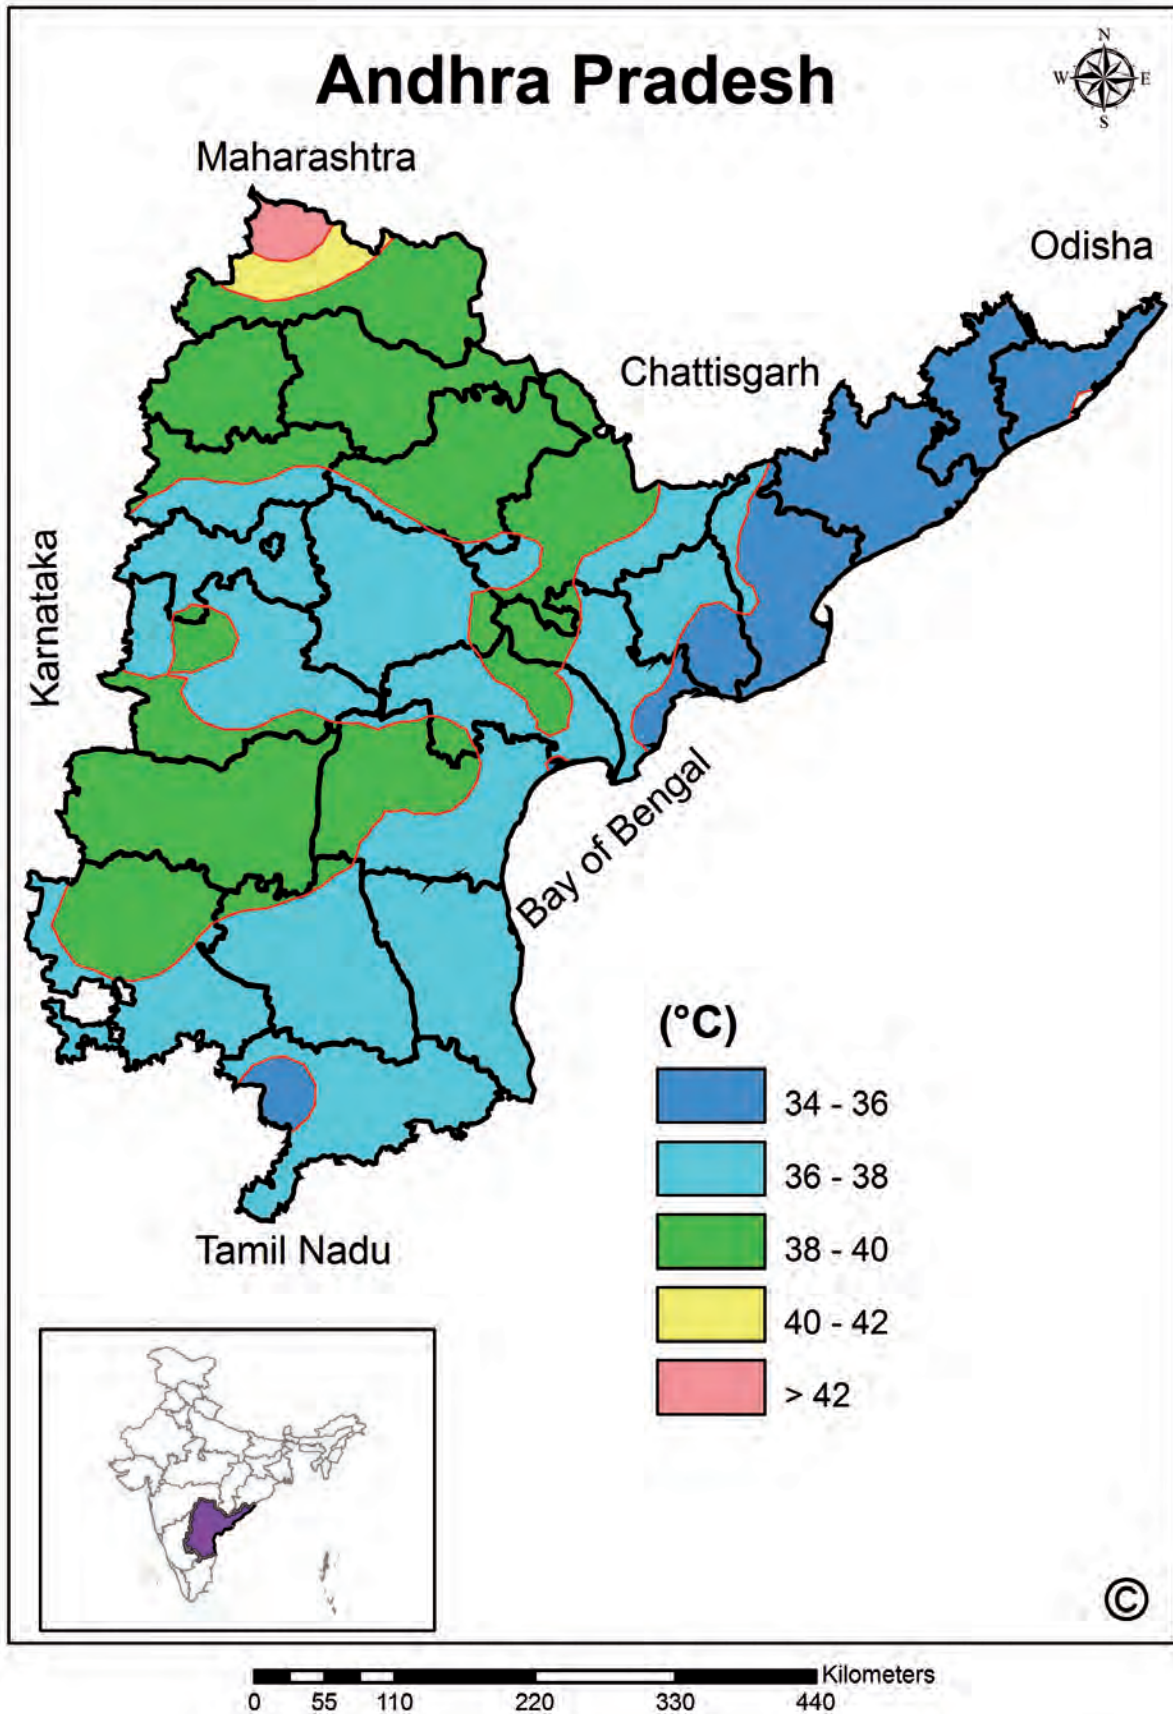 Andhra Pradesh
N
W E
S
Maharashtra
Odisha
Chattisgarh
Karnataka
Bay of Bengal
(°C)
34 - 36
36 - 38
38 - 40
40 - 42
> 42
Tamil Nadu
©
Kilometers
0 55 110 220 330 440